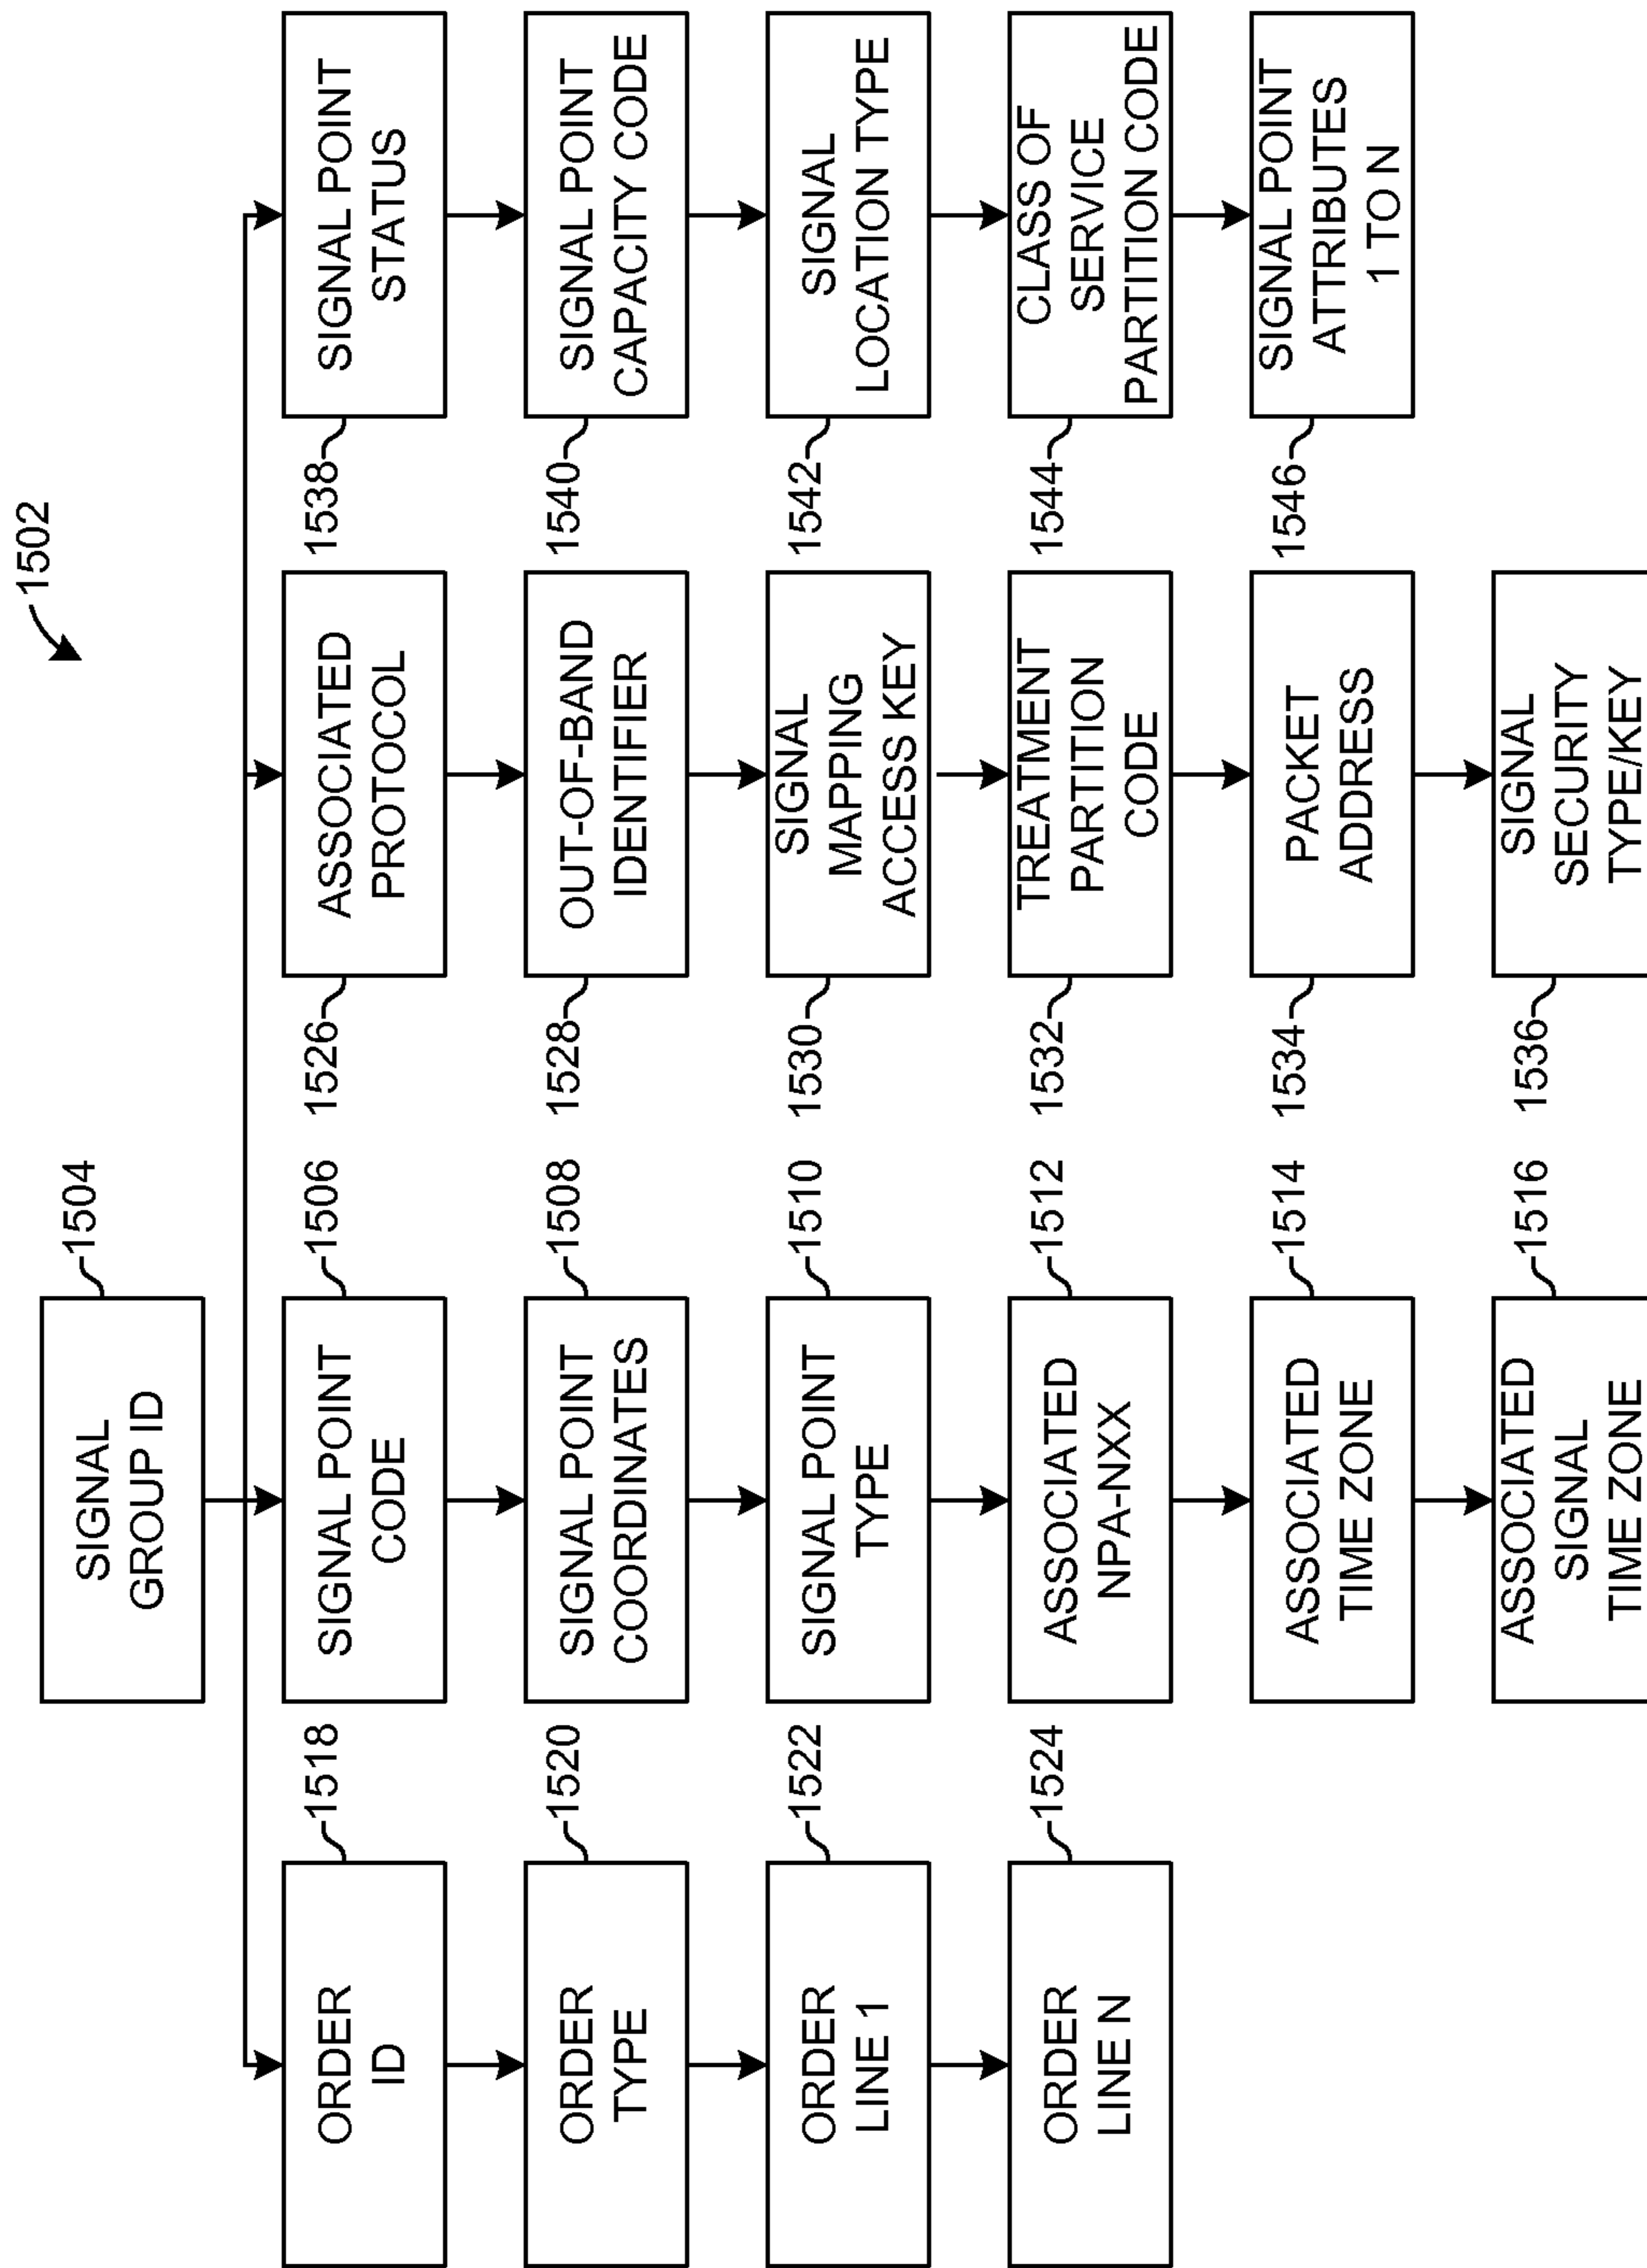 1502
SIGNAL
GROUP ID
1504
ORDER
ID
1518
ORDER
TYPE
1520
ORDER
LINE 1
1522
ORDER
LINE N
1524
SIGNAL POINT
CODE
1506
SIGNAL POINT
COORDINATES
1508
SIGNAL POINT
TYPE
1510
ASSOCIATED
NPA-NXX
1512
ASSOCIATED
TIME ZONE
1514
ASSOCIATED
SIGNAL
TIME ZONE
1516
ASSOCIATED
PROTOCOL
1526
OUT-OF-BAND
IDENTIFIER
1528
SIGNAL
MAPPING
ACCESS KEY
1530
TREATMENT
PARTITION
CODE
1532
PACKET
ADDRESS
1534
SIGNAL
SECURITY
TYPE/KEY
1536
SIGNAL POINT
STATUS
1538
SIGNAL POINT
CAPACITY CODE
1540
SIGNAL
LOCATION TYPE
1542
CLASS OF
SERVICE
PARTITION CODE
1544
SIGNAL POINT
ATTRIBUTES
1 TO N
1546